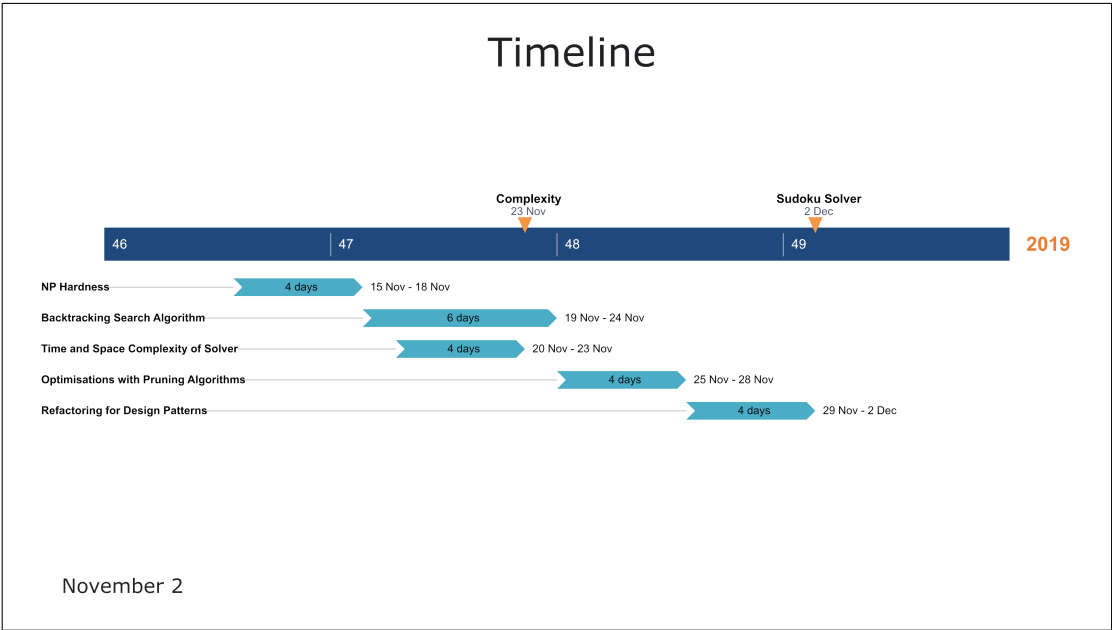 Timeline
Complexity
23 Nov
Sudoku Solver
2 Dec
46 47 48 49 2019
NP Hardness 4 days 15 Nov - 18 Nov
Backtracking Search Algorithm 6 days 19 Nov - 24 Nov
Time and Space Complexity of Solver 4 days 20 Nov - 23 Nov
Optimisations with Pruning Algorithms 4 days 25 Nov - 28 Nov
Refactoring for Design Patterns 4 days 29 Nov - 2 Dec
November 2